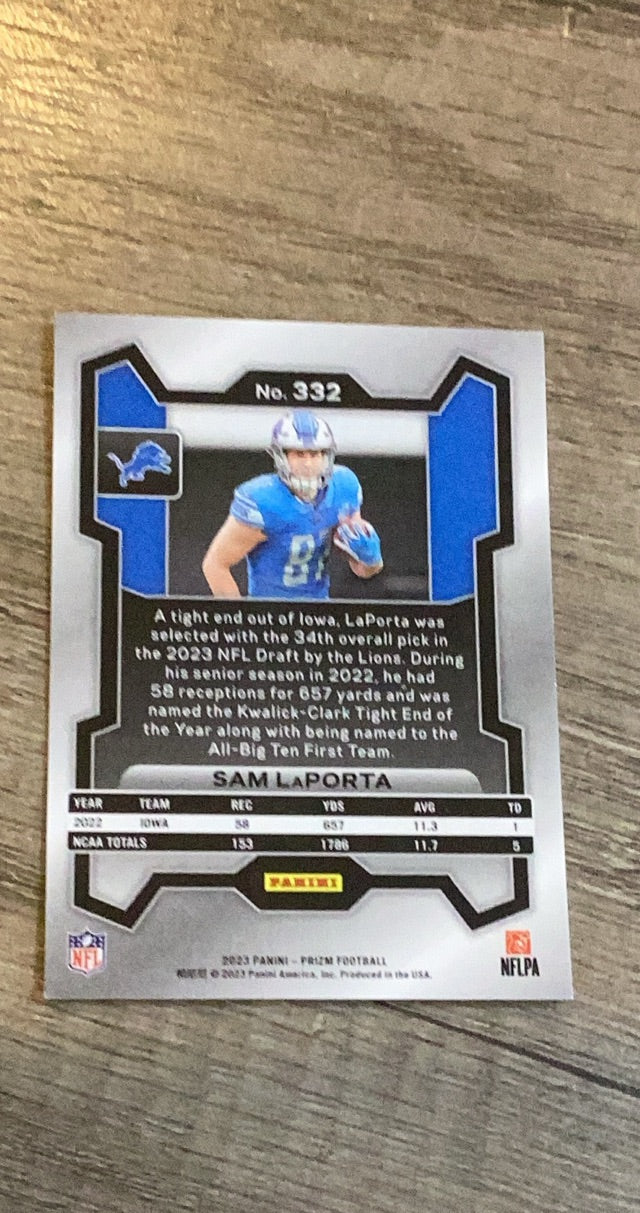 No. 332
8
A tight end out of Iowa, LaPorta was
selected with the 34th overall pick in
the 2023 NFL Draft by the Lions. During
his senior season in 2022, he had
58 receptions for 657 yards and was
named the Kwalick-Clark Tight End of
the Year along with being named to the
All-Big Ten First Team.
SAM LaPORTA
YEAR TEAM REC YDS AVG TD
2022 IOWA 58 657 11.3 1
NCAA TOTALS 153 1786 11.7 5
PANINI
NFL
2023 PANINI – PRIZM FOOTBALL
© 2023 Panini America, Inc. Produced in the USA.
NFLPA